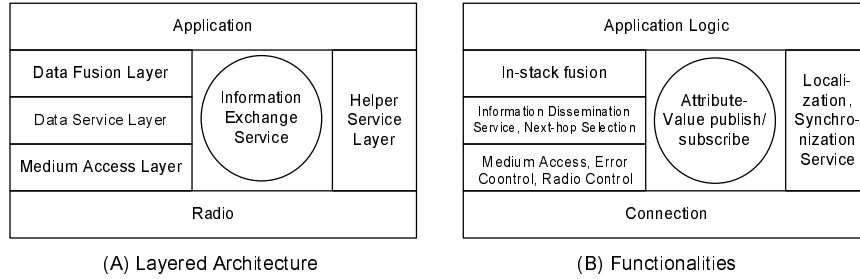 Application
Data Fusion Layer
Data Service Layer
Medium Access Layer
Information
Exchange
Service
Helper
Service
Layer
Radio
(A) Layered Architecture
Application Logic
In-stack fusion
Information Dissemination
Service, Next-hop Selection
Medium Access, Error
Coontrol, Radio Control
Attribute-
Value publish/
subscribe
Locali-
zation,
Synchro-
nization
Service
Connection
(B) Functionalities